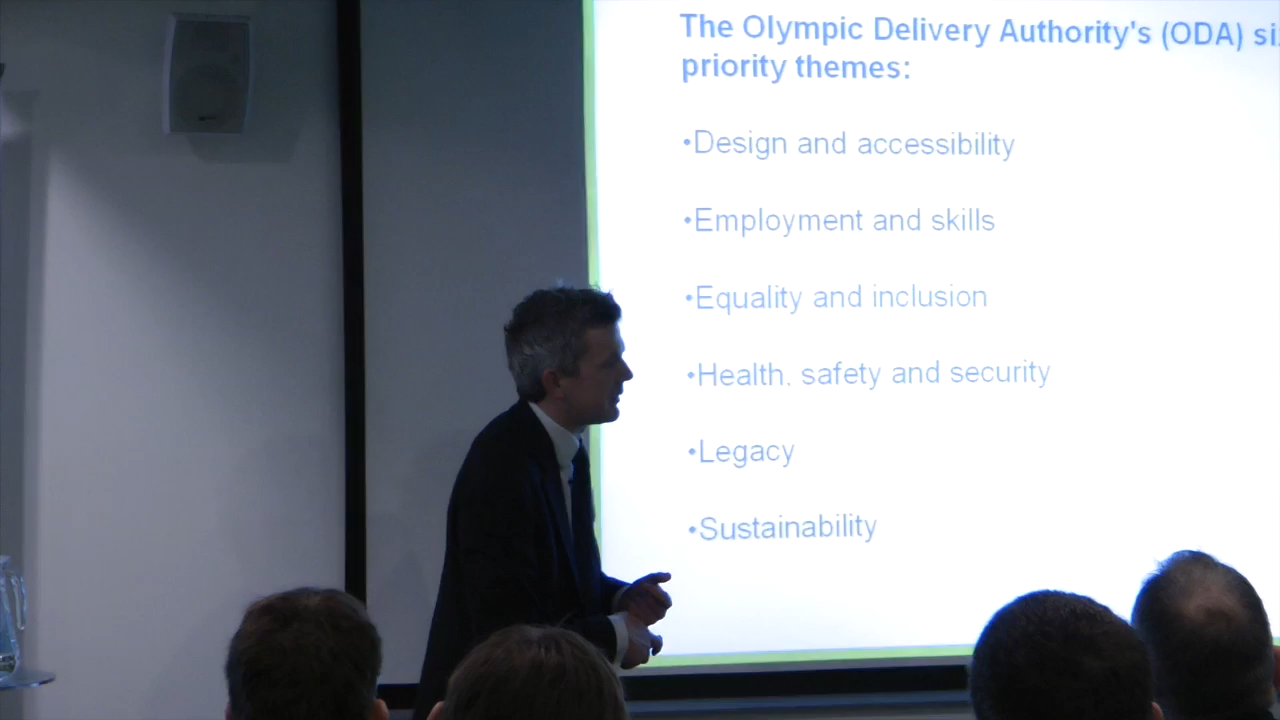 The Olympic Delivery Authority's (ODA)
priority themes:
•Design and accessibility
•Employment and skills
•Equality and inclusion
•Health. safety and security
•Legacy
•Sustainability